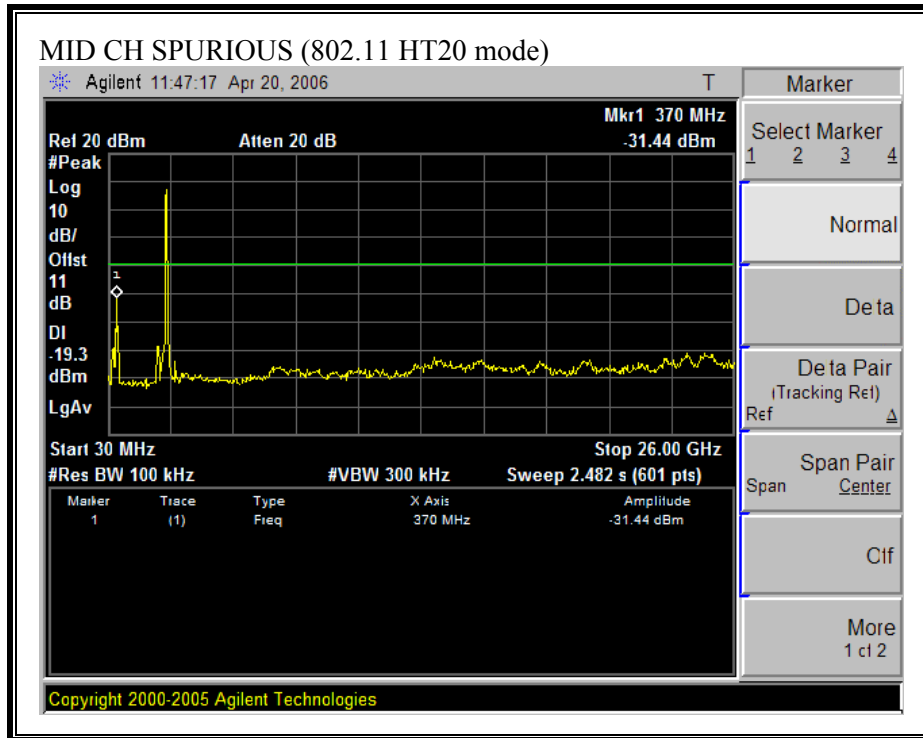 MID CH SPURIOUS (802.11 HT20 mode)
Agilent 11:47:17 Apr 20, 2006 T
Mkr1 370 MHz
Ref 20 dBm Atten 20 dB -31.44 dBm
#Peak
Log
10
dB/
Offst
11
dB
DI
-19.3
dBm
LgAv
1
Start 30 MHz Stop 26.00 GHz
#Res BW 100 kHz #VBW 300 kHz Sweep 2.482 s (601 pts)
Marker Trace Type X Axis Amplitude
1 (1) Freq 370 MHz -31.44 dBm
Marker
Select Marker
1 2 3 4
Normal
De ta
De ta Pair
(Tracking Ref)
Ref Δ
Span Pair
Span Center
Off
More
1 of 2
Copyright 2000-2005 Agilent Technologies